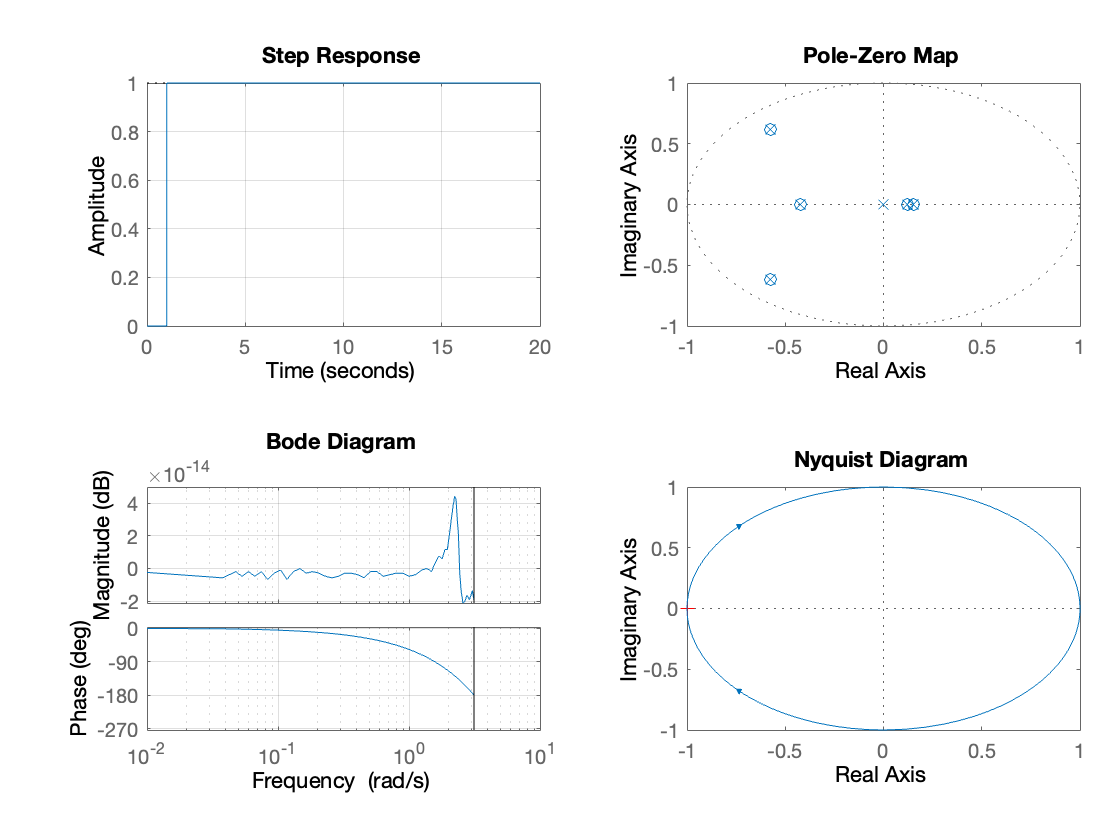 Step Response
Amplitude
1
0.8
0.6
0.4
0.2
0
0 5 10 15 20
Time (seconds)
Pole-Zero Map
Imaginary Axis
1
0.5
0
-0.5
-1
-1 -0.5 0 0.5 1
Real Axis
Bode Diagram
×10-14
Magnitude (dB)
4
2
0
-2
Phase (deg)
0
-90
-180
-270
10-2 10-1 100 101
Frequency (rad/s)
Nyquist Diagram
Imaginary Axis
1
0.5
0
-0.5
-1
-1 -0.5 0 0.5 1
Real Axis